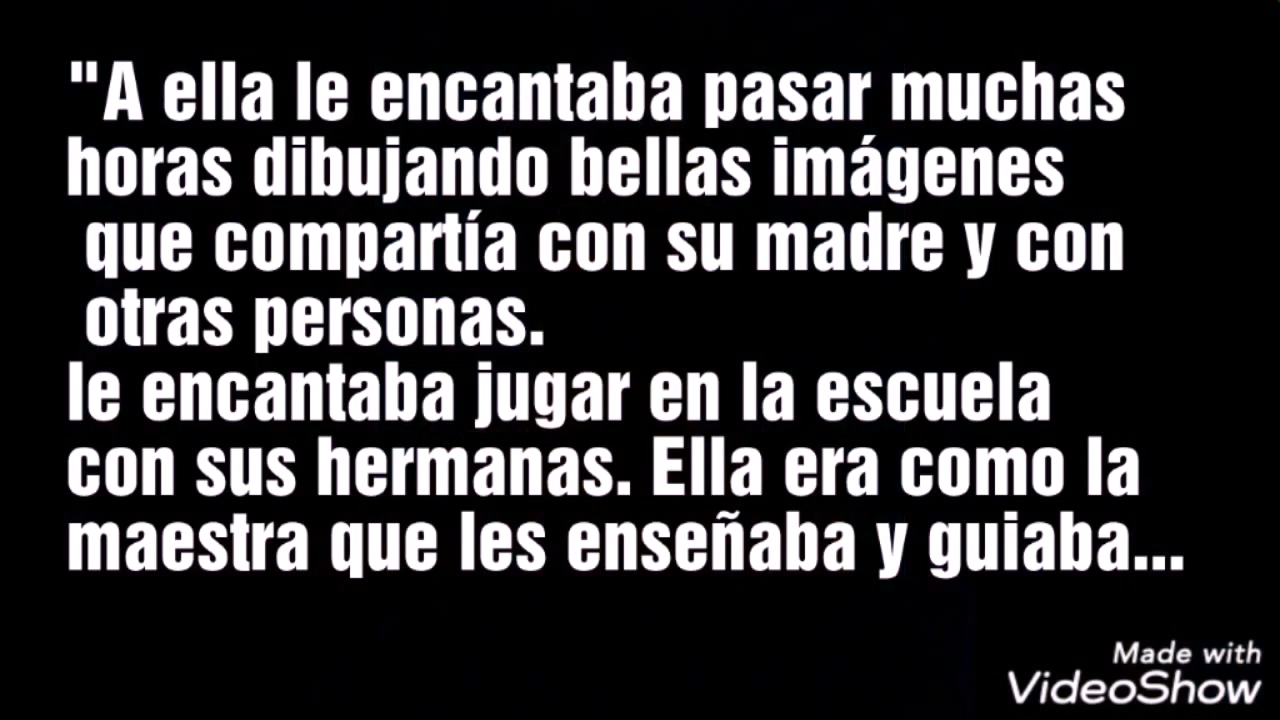 "A ella le encantaba pasar muchas
horas dibujando bellas imágenes
que compartía con su madre y con
otras personas.
le encantaba jugar en la escuela
con sus hermanas. Ella era como la
maestra que les enseñaba y guiaba...
Made with
VideoShow